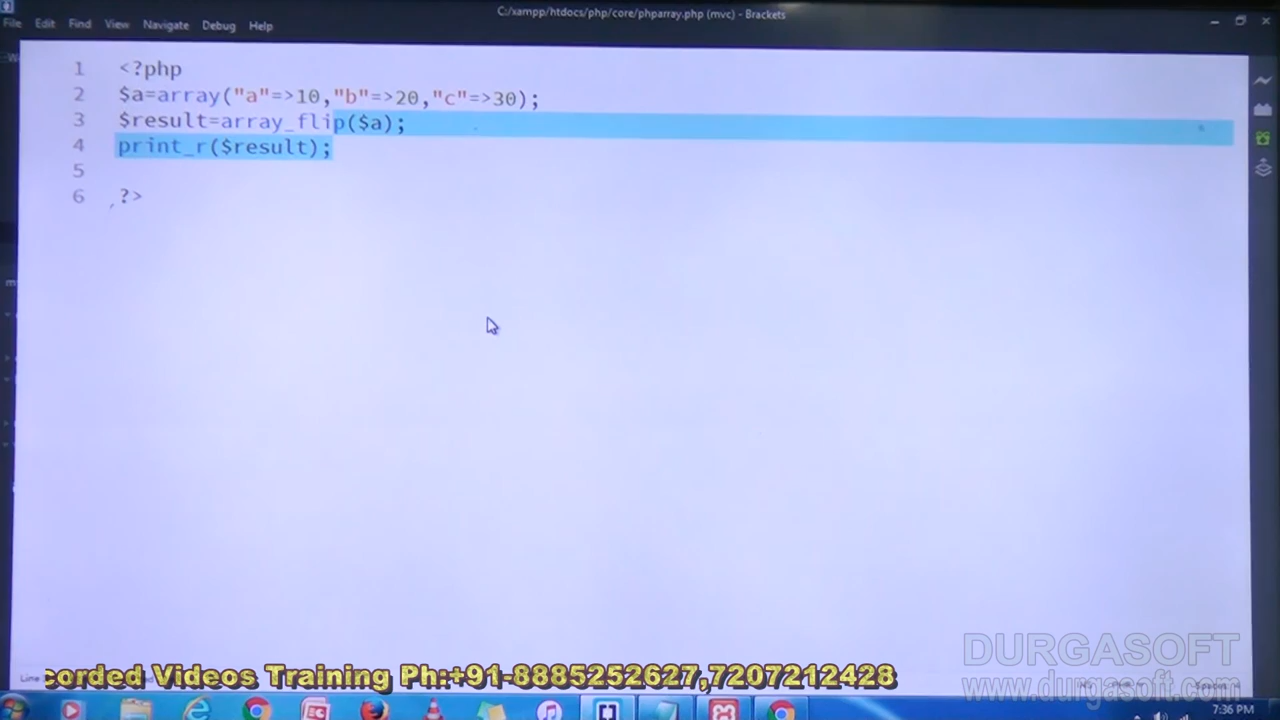 C:/xampp/htdocs/php/core/phparray.php (mvc) - Brackets
File Edit Find View Navigate Debug Help
1 <?php
2 $a=array("a"=>10,"b"=>20,"c"=>30);
3 $result=array_flip($a);
4 print_r($result);
5
6 ?>
DURGASOFT
www.durgasoft.com
Line
corded Videos Training Ph:+91-8885252627,7207212428
7:36 PM